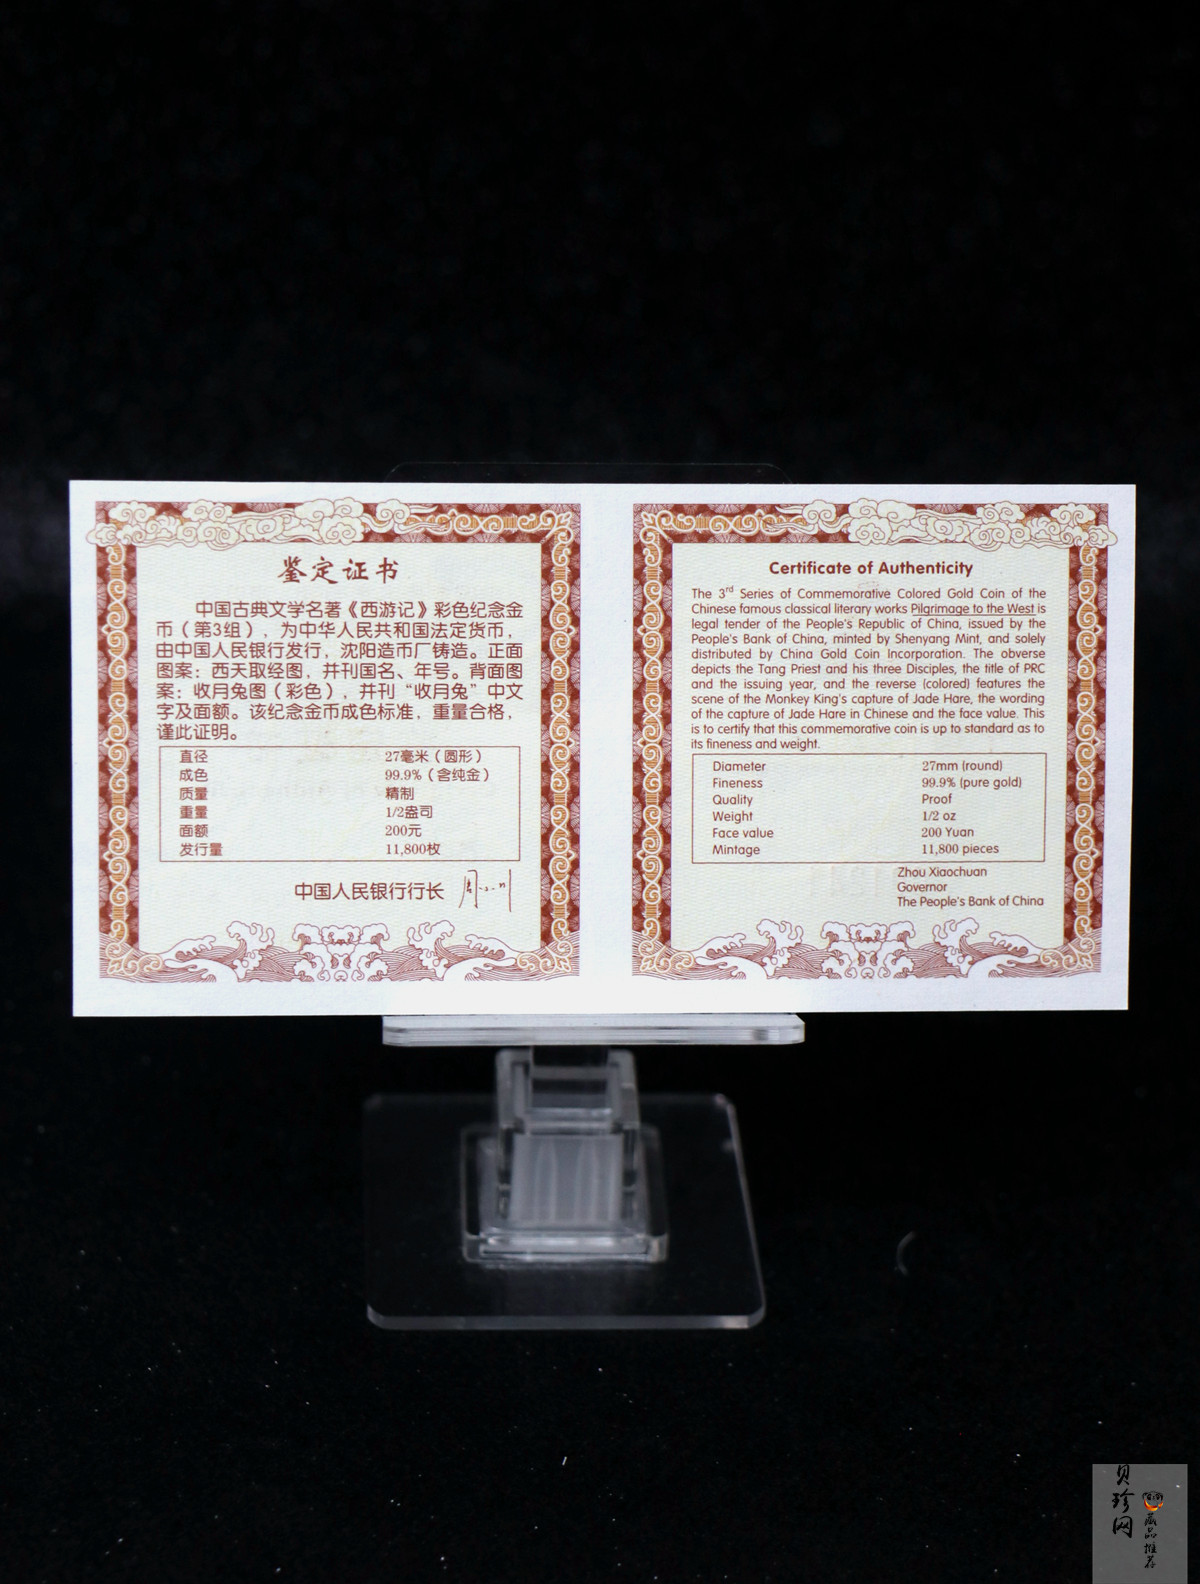 鉴定证书
中国古典文学名著《西游记》彩色纪念金
币（第3组），为中华人民共和国法定货币，
由中国人民银行发行，沈阳造币厂铸造。正面
图案：西天取经图，并刊国名、年号。背面图
案：收月兔图（彩色），并刊“收月兔”中文
字及面额。该纪念金币成色标准，重量合格，
谨此证明。
直径 27毫米（圆形）
成色 99.9%（含纯金）
质量 精制
重量 1/2盎司
面额 200元
发行量 11,800枚
中国人民银行行长
Certificate of Authenticity
The 3rd Series of Commemorative Colored Gold Coin of the
Chinese famous classical literary works Pilgrimage to the West is
legal tender of the People's Republic of China, issued by the
People's Bank of China, minted by Shenyang Mint, and solely
distributed by China Gold Coin Incorporation. The obverse
depicts the Tang Priest and his three Disciples, the title of PRC
and the issuing year, and the reverse (colored) features the
scene of the Monkey King's capture of Jade Hare, the wording
of the capture of Jade Hare in Chinese and the face value. This
is to certify that this commemorative coin is up to standard as to
its fineness and weight.
Diameter 27mm (round)
Fineness 99.9% (pure gold)
Quality Proof
Weight 1/2 oz
Face value 200 Yuan
Mintage 11,800 pieces
Zhou Xiaochuan
Governor
The People's Bank of China
贝珍网
藏品推荐